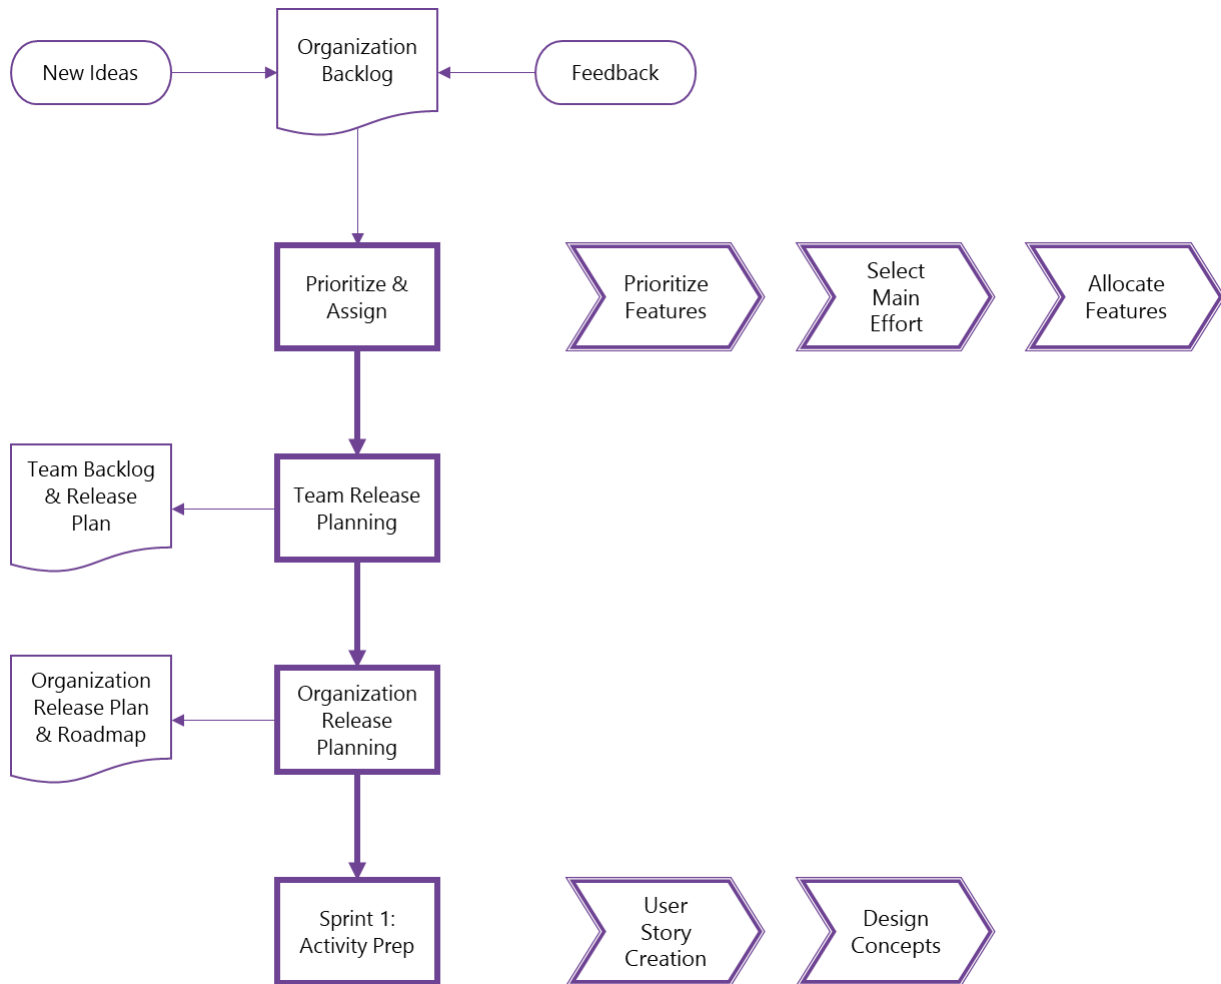 New Ideas
Organization
Backlog
Feedback
Prioritize &
Assign
Prioritize
Features
Select
Main
Effort
Allocate
Features
Team Backlog
& Release
Plan
Team Release
Planning
Organization
Release Plan
& Roadmap
Organization
Release
Planning
Sprint 1:
Activity Prep
User
Story
Creation
Design
Concepts